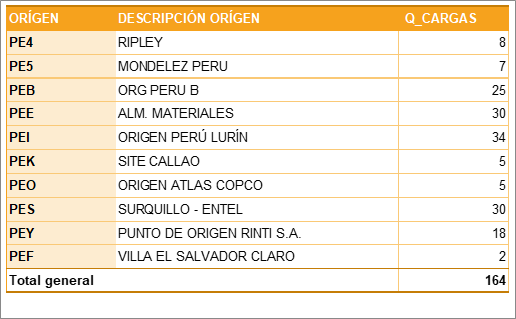 ORÍGEN DESCRIPCIÓN ORÍGEN Q_CARGAS
PE4 RIPLEY 8
PE5 MONDELEZ PERU 7
PEB ORG PERU B 25
PEE ALM. MATERIALES 30
PEI ORIGEN PERÚ LURÍN 34
PEK SITE CALLAO 5
PEO ORIGEN ATLAS COPCO 5
PES SURQUILLO - ENTEL 30
PEY PUNTO DE ORIGEN RINTI S.A. 18
PEF VILLA EL SALVADOR CLARO 2
Total general 164